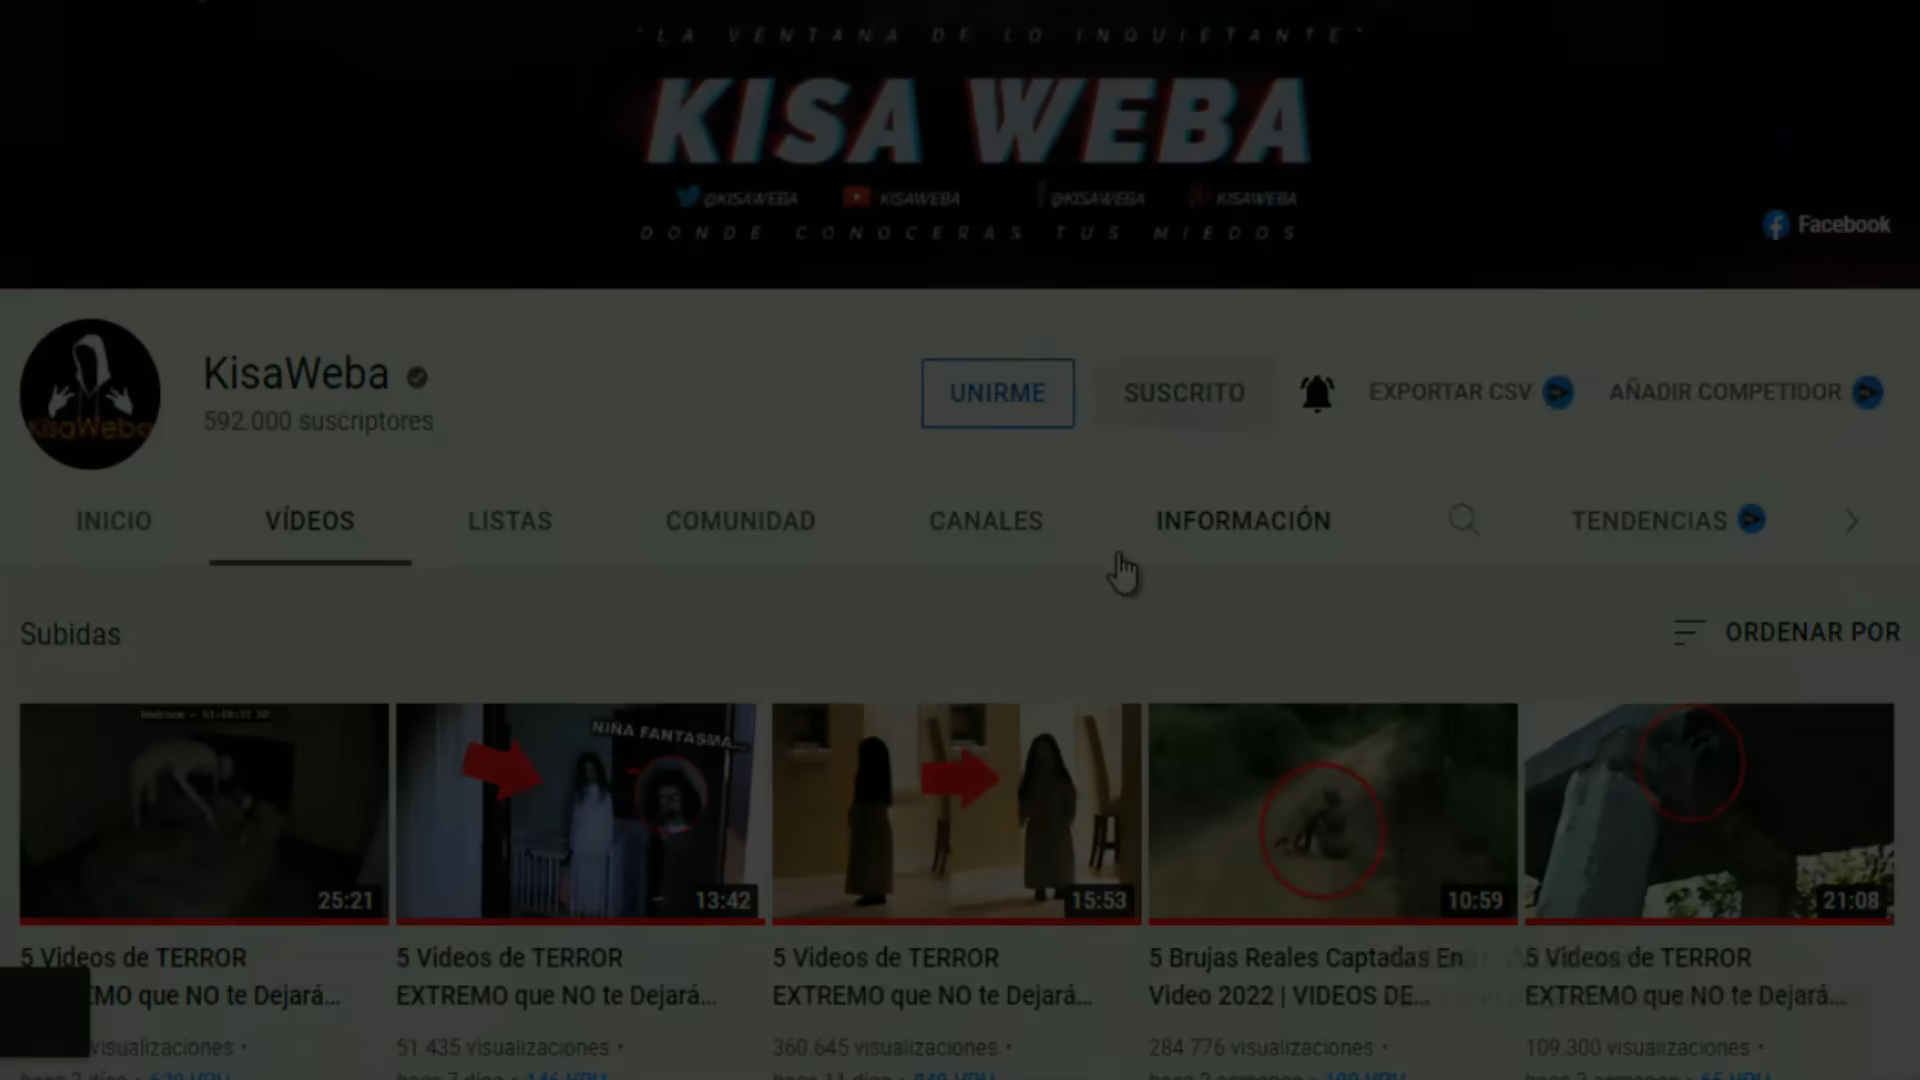 "LA VENTANA DE LO INQUIETANTE"
KISA WEBA
@KISAWEBA KISAWEBA @KISAWEBA KISAWEBA
DONDE CONOCERAS TUS MIEDOS
Facebook
KisaWeba
KisaWeba
592.000 suscriptores
UNIRME SUSCRITO EXPORTAR CSV AÑADIR COMPETIDOR
INICIO VÍDEOS LISTAS COMUNIDAD CANALES INFORMACIÓN TENDENCIAS
Subidas ORDENAR POR
NIÑA FANTASMA...
25:21 13:42 15:53 10:59 21:08
5 Videos de TERROR 5 Videos de TERROR 5 Videos de TERROR 5 Brujas Reales Captadas En 5 Videos de TERROR
EMO que NO te Dejará... EXTREMO que NO te Dejará... EXTREMO que NO te Dejará... Video 2022 | VIDEOS DE... EXTREMO que NO te Dejará...
visualizaciones • 51 435 visualizaciones • 360 645 visualizaciones • 284 776 visualizaciones • 109.300 visualizaciones •